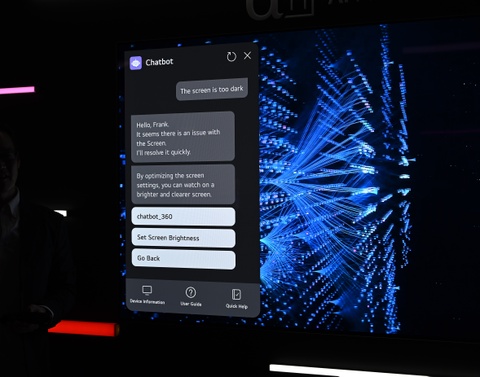 Chatbot
The screen is too dark
Hello, Frank.
It seems there is an issue with
the Screen.
I'll resolve it quickly.
By optimizing the screen
settings, you can watch on a
brighter and clearer screen.
chatbot_360
Set Screen Brightness
Go Back
Device Information
User Guide
Quick Help